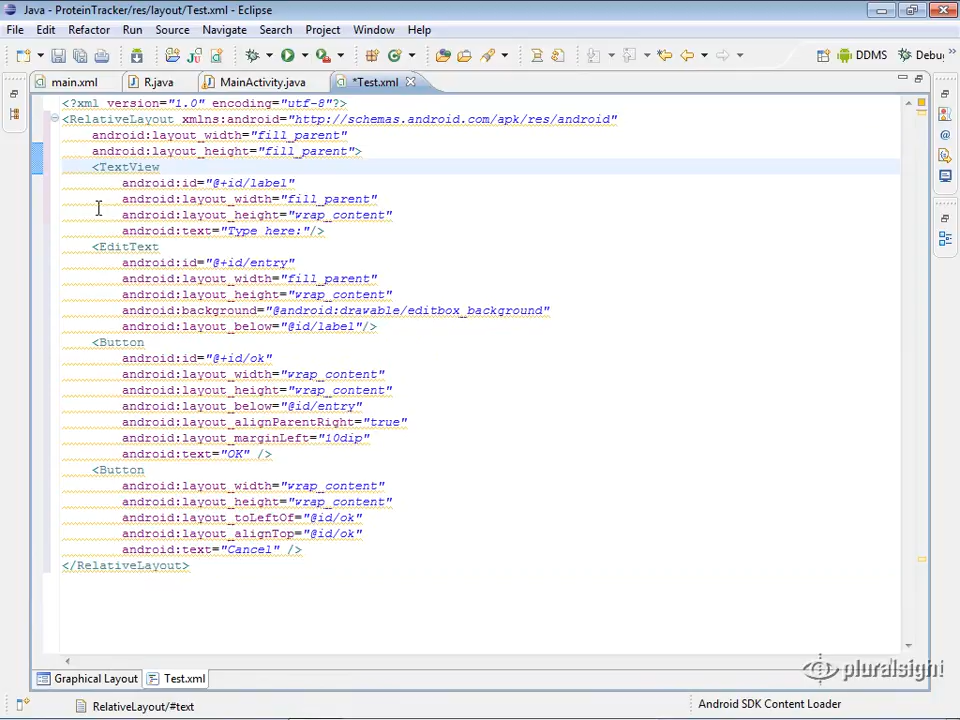 Java - ProteinTracker/res/layout/Test.xml - Eclipse
File Edit Refactor Run Source Navigate Search Project Window Help
DDMS Debu
main.xml R.java MainActivity.java *Test.xml
<?xml version="1.0" encoding="utf-8"?>
<RelativeLayout xmlns:android="http://schemas.android.com/apk/res/android"
android:layout_width="fill_parent"
android:layout_height="fill_parent">
<TextView
android:id="@+id/label"
android:layout_width="fill_parent"
android:layout_height="wrap_content"
android:text="Type here:"/>
<EditText
android:id="@+id/entry"
android:layout_width="fill_parent"
android:layout_height="wrap_content"
android:background="@android:drawable/editbox_background"
android:layout_below="@id/label"/>
<Button
android:id="@+id/ok"
android:layout_width="wrap_content"
android:layout_height="wrap_content"
android:layout_below="@id/entry"
android:layout_alignParentRight="true"
android:layout_marginLeft="10dip"
android:text="OK" />
<Button
android:layout_width="wrap_content"
android:layout_height="wrap_content"
android:layout_toLeftOf="@id/ok"
android:layout_alignTop="@id/ok"
android:text="Cancel" />
</RelativeLayout>
pluralsight
Graphical Layout Test.xml
RelativeLayout/#text Android SDK Content Loader